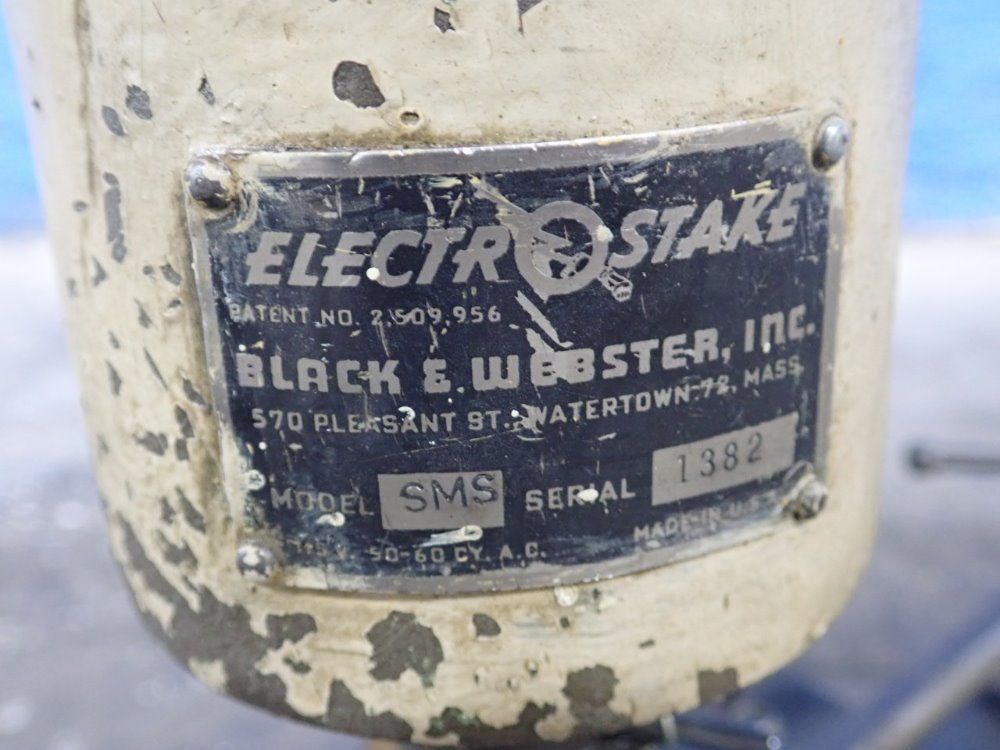 ELECTROSTAKE
PATENT NO. 2,509,956
BLACK & WEBSTER, INC.
570 PLEASANT ST., WATERTOWN 72, MASS.
MODEL SMS SERIAL 1382
50-60 CY. A.C. MADE IN U.S.